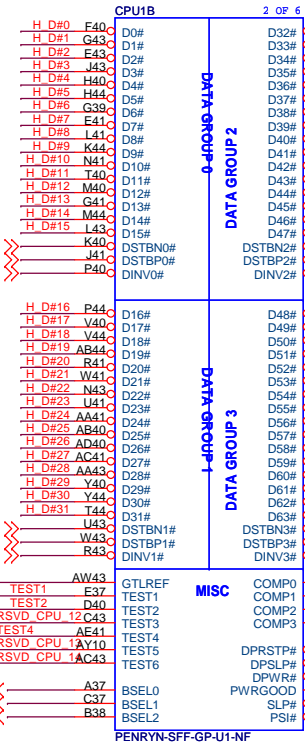 CPU1B 2 OF 6
H_D#0 F40 D0# D32#
H_D#1 G43 D1# D33#
H_D#2 E43 D2# D34#
H_D#3 J43 D3# D35#
H_D#4 H40 D4# D36#
H_D#5 H44 D5# D37#
H_D#6 G39 D6# D38#
H_D#7 E41 D7# D39#
H_D#8 L41 D8# D40#
H_D#9 K44 D9# D41#
H_D#10 N41 D10# D42#
H_D#11 T40 D11# D43#
H_D#12 M40 D12# D44#
H_D#13 G41 D13# D45#
H_D#14 M44 D14# D46#
H_D#15 L43 D15# D47#
K40 DSTBN0# DSTBN2#
J41 DSTBP0# DSTBP2#
P40 DINV0# DINV2#
DATA GROUP 0
DATA GROUP 2
H_D#16 P44 D16# D48#
H_D#17 V40 D17# D49#
H_D#18 V44 D18# D50#
H_D#19 AB44 D19# D51#
H_D#20 R41 D20# D52#
H_D#21 W41 D21# D53#
H_D#22 N43 D22# D54#
H_D#23 U41 D23# D55#
H_D#24 AA41 D24# D56#
H_D#25 AB40 D25# D57#
H_D#26 AD40 D26# D58#
H_D#27 AC41 D27# D59#
H_D#28 AA43 D28# D60#
H_D#29 Y40 D29# D61#
H_D#30 Y44 D30# D62#
H_D#31 T44 D31# D63#
U43 DSTBN1# DSTBN3#
W43 DSTBP1# DSTBP3#
R43 DINV1# DINV3#
DATA GROUP 1
DATA GROUP 3
AW43 GTLREF MISC COMP0
TEST1 E37 TEST1 COMP1
TEST2 D40 TEST2 COMP2
RSVD_CPU_12 C43 TEST3 COMP3
TEST4 AE41 TEST4
RSVD_CPU_13 AY10 TEST5 DPRSTP#
RSVD_CPU_14 AC43 TEST6 DPSLP#
DPWR#
A37 BSEL0 PWRGOOD
C37 BSEL1 SLP#
B38 BSEL2 PSI#
PENRYN-SFF-GP-U1-NF